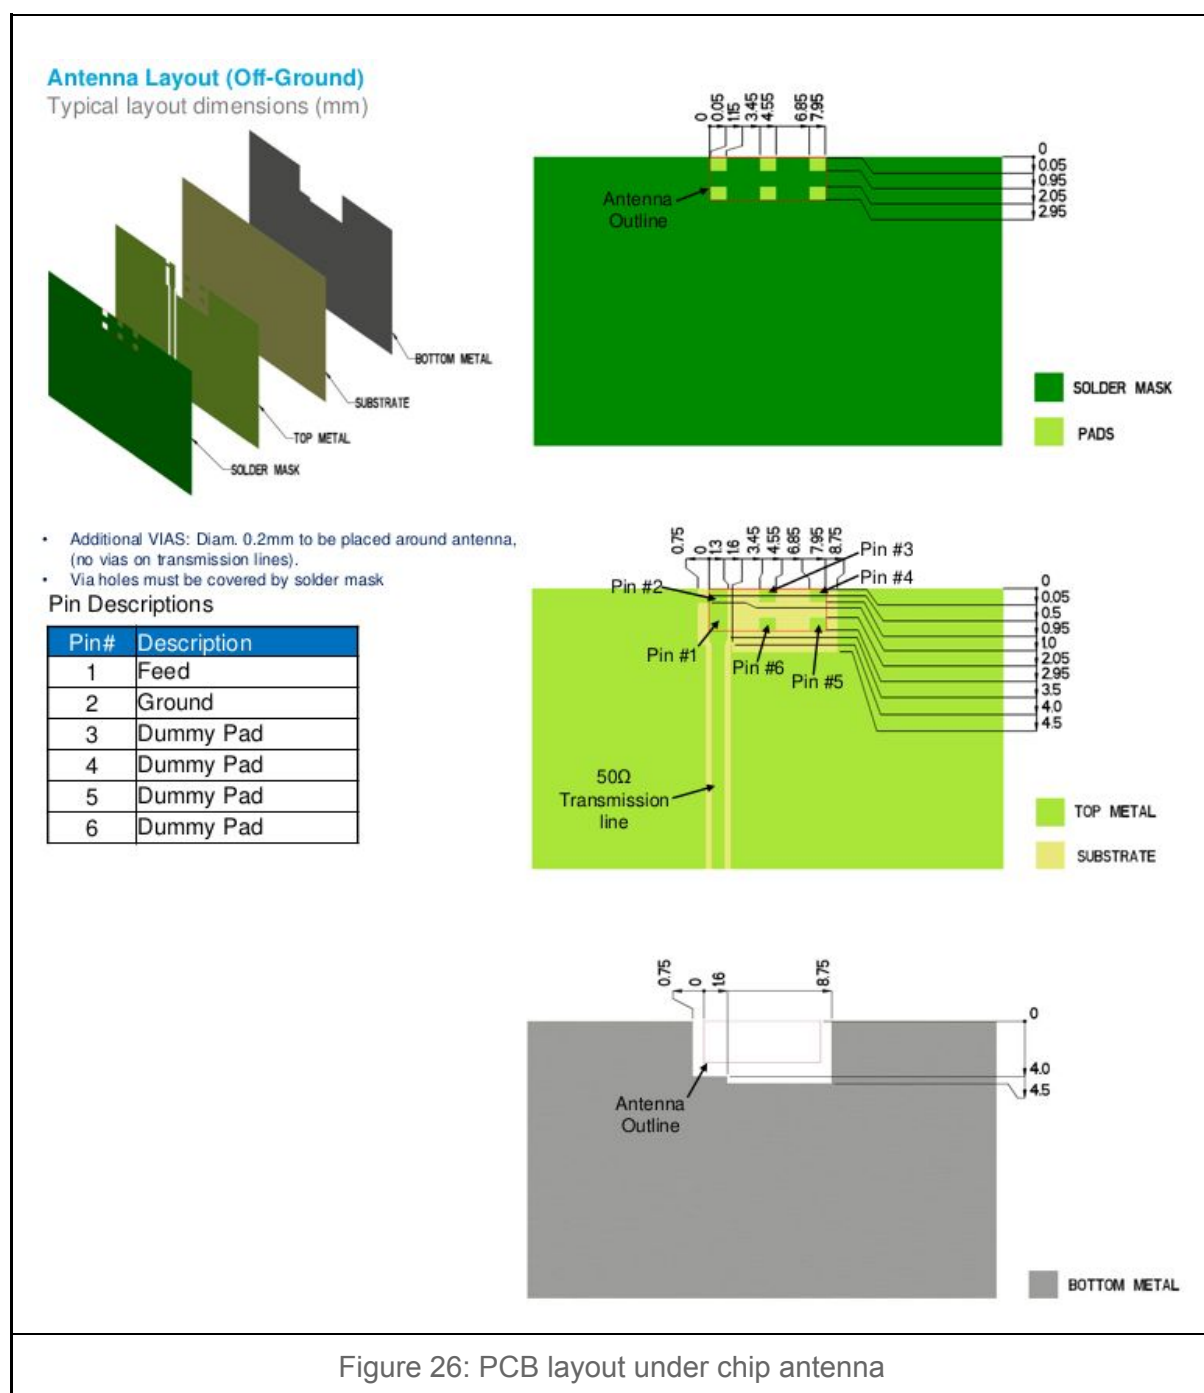 Antenna Layout (Off-Ground)
Typical layout dimensions (mm)
BOTTOM METAL
SUBSTRATE
TOP METAL
SOLDER MASK
0 0.05 1.15 3.45 4.55 6.85 7.95
0
0.05
0.95
2.05
2.95
Antenna
Outline
SOLDER MASK
PADS
• Additional VIAS: Diam. 0.2mm to be placed around antenna,
(no vias on transmission lines).
• Via holes must be covered by solder mask
Pin Descriptions
Pin# Description
1 Feed
2 Ground
3 Dummy Pad
4 Dummy Pad
5 Dummy Pad
6 Dummy Pad
0.75 0 1.3 1.6 3.45 4.55 6.85 7.95 8.75
Pin #3
Pin #2
Pin #4
Pin #1
Pin #6
Pin #5
0
0.05
0.5
0.95
1.0
2.05
2.95
3.5
4.0
4.5
50Ω
Transmission
line
TOP METAL
SUBSTRATE
0.75 0 1.6 8.75
0
4.0
4.5
Antenna
Outline
BOTTOM METAL
Figure 26: PCB layout under chip antenna